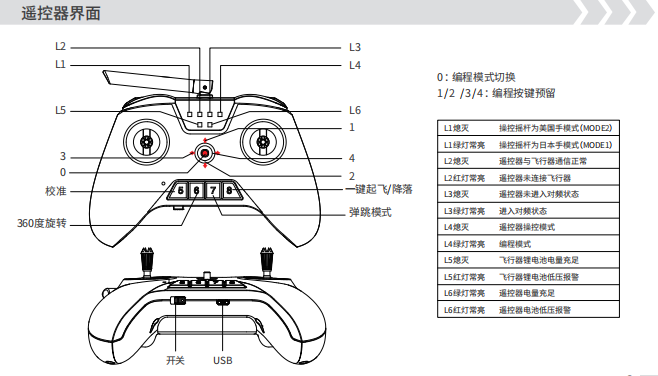 遥控器界面
L2
L1
L3
L4
L5
L6
1
3
4
0
2
校准
5 6 7 8
一键起飞/降落
弹跳模式
360度旋转
开关
USB
0：编程模式切换
1/2 /3/4：编程按键预留
L1熄灭 操控摇杆为美国手模式(MODE2)
L1绿灯常亮 操控摇杆为日本手模式(MODE1)
L2熄灭 遥控器与飞行器通信正常
L2红灯常亮 遥控器未连接飞行器
L3熄灭 遥控器未进入对频状态
L3绿灯常亮 进入对频状态
L4熄灭 遥控器操控模式
L4绿灯常亮 编程模式
L5熄灭 飞行器锂电池电量充足
L5红灯常亮 飞行器锂电池低压报警
L6绿灯常亮 遥控器电量充足
L6红灯常亮 遥控器电池低压报警